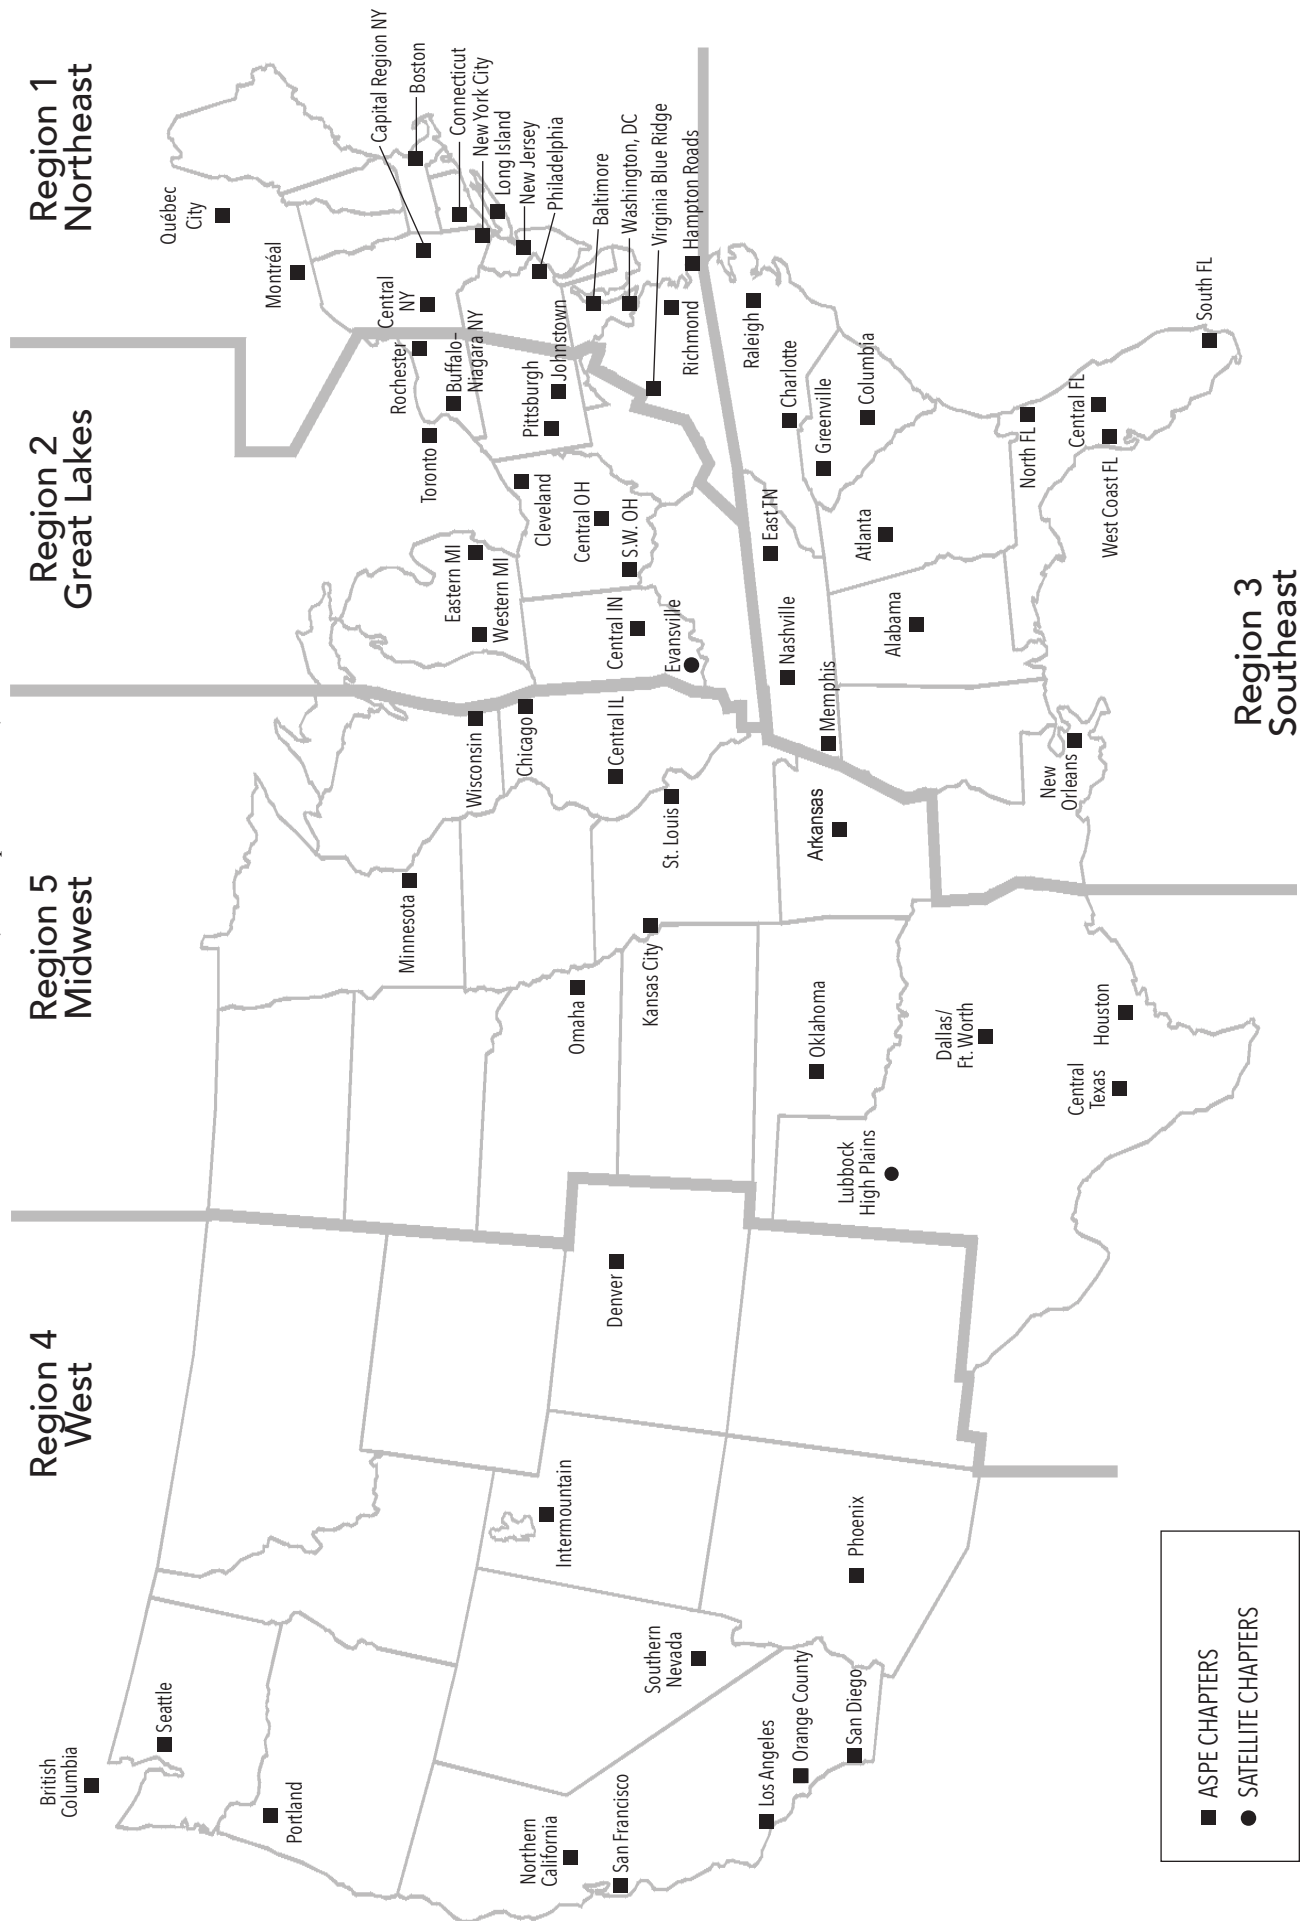 Region 4
West
Region 5
Midwest
Region 2
Great Lakes
Region 1
Northeast
British
Columbia
Seattle
Portland
Northern
California
San Francisco
Los Angeles
Orange County
San Diego
Southern
Nevada
Intermountain
Phoenix
Denver
Lubbock
High Plains
Central
Texas
Dallas/
Ft. Worth
Houston
Oklahoma
Omaha
Kansas City
Minnesota
Arkansas
St. Louis
Central IL
Wisconsin
Chicago
Evansville
Central IN
Western MI
Eastern MI
S.W. OH
Central OH
Cleveland
Toronto
Pittsburgh
Johnstown
Buffalo–
Niagara NY
Rochester
Central
NY
Montréal
Québec
City
Capital Region NY
Boston
Connecticut
New York City
Long Island
New Jersey
Philadelphia
Baltimore
Washington, DC
Virginia Blue Ridge
Hampton Roads
Richmond
Raleigh
Charlotte
Greenville
Columbia
East TN
Nashville
Memphis
Atlanta
Alabama
New
Orleans
North FL
Central FL
West Coast FL
South FL
Region 3
Southeast
ASPE CHAPTERS
SATELLITE CHAPTERS